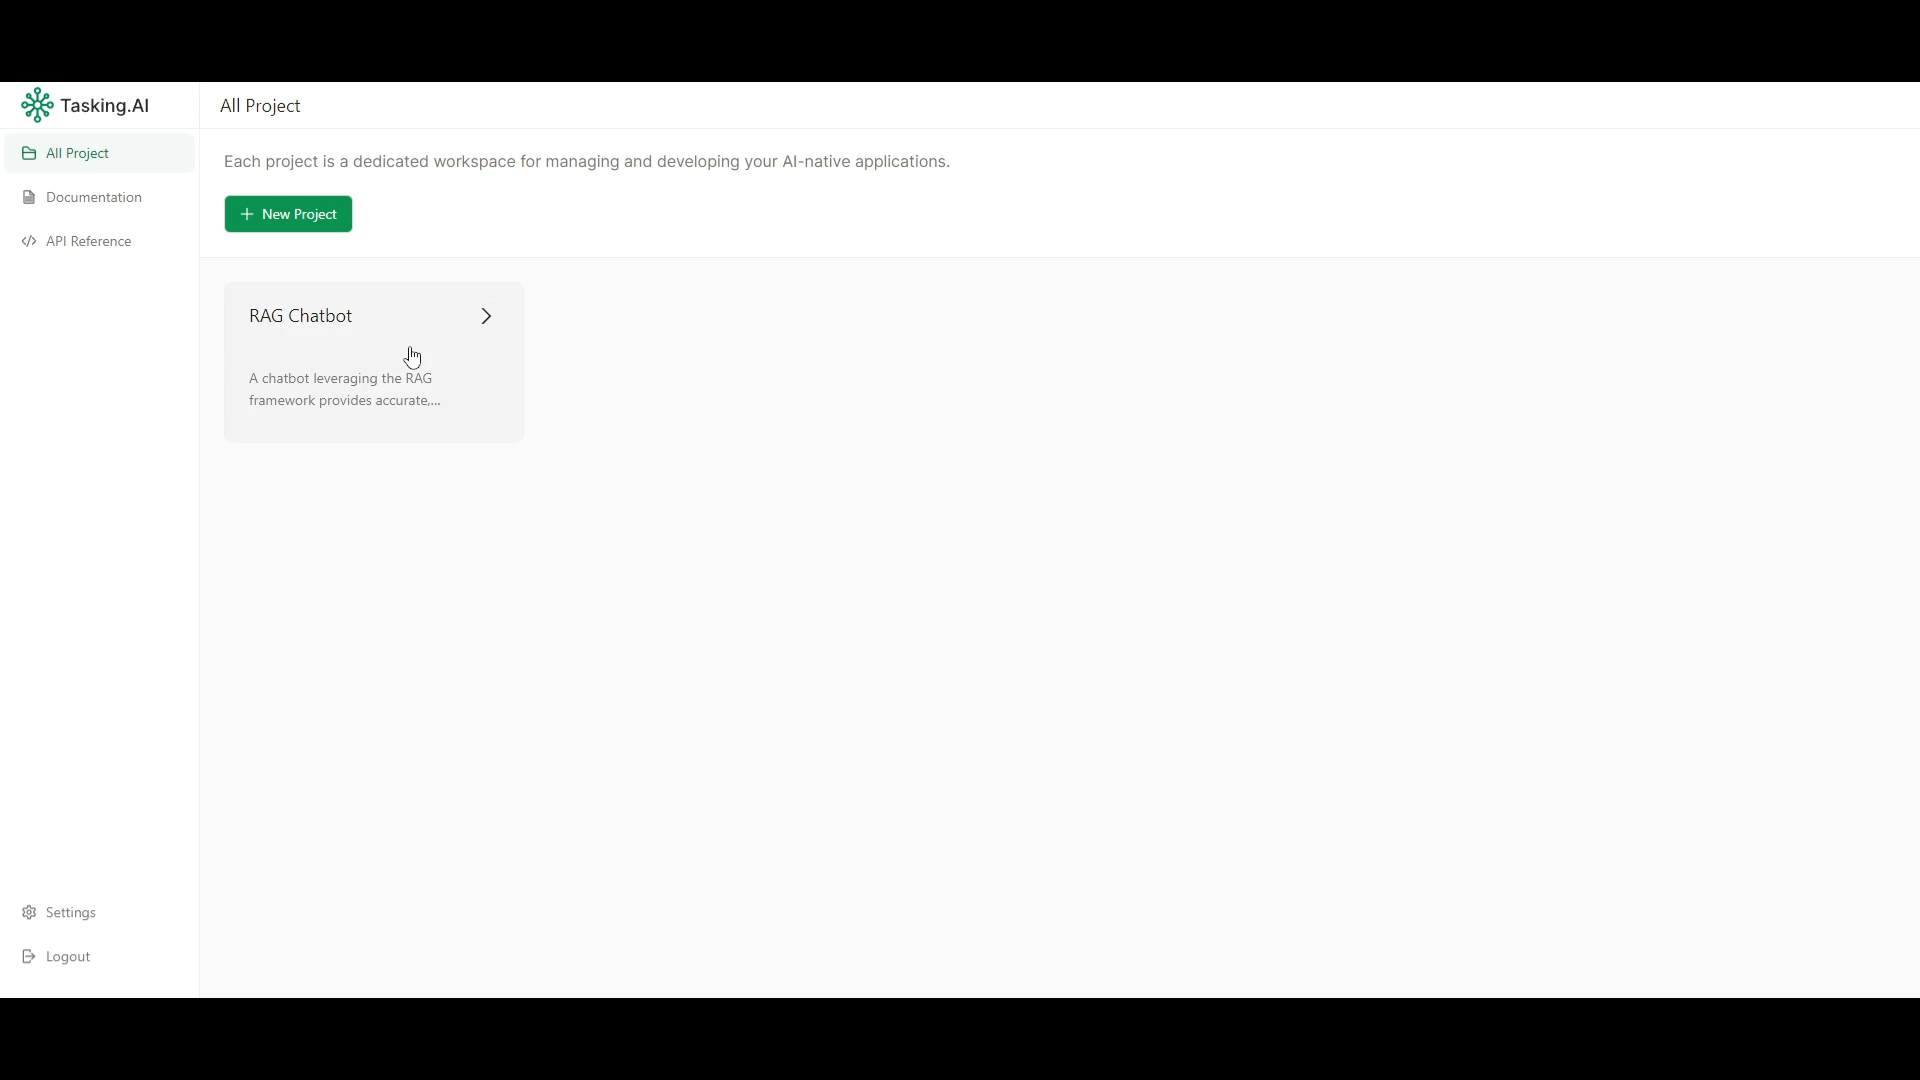 Tasking.AI
All Project
Documentation
API Reference
Settings
Logout
All Project
Each project is a dedicated workspace for managing and developing your AI-native applications.
New Project
RAG Chatbot
A chatbot leveraging the RAG
framework provides accurate,...